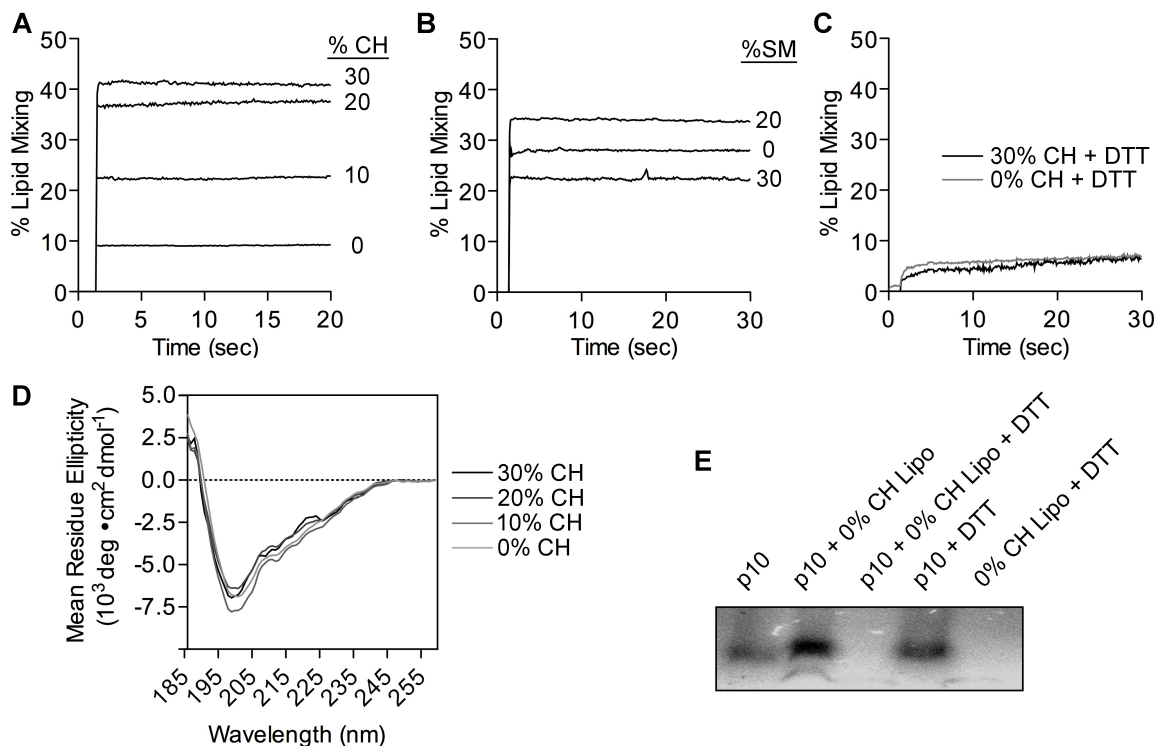 A
% Lipid Mixing
50
40
30
20
10
0
0 5 10 15 20
Time (sec)
% CH
30
20
10
0
B
% Lipid Mixing
50
40
30
20
10
0
0 10 20 30
Time (sec)
%SM
20
0
30
C
% Lipid Mixing
50
40
30
20
10
0
0 10 20 30
Time (sec)
30% CH + DTT
0% CH + DTT
D
Mean Residue Ellipticity
(10³ deg •cm² dmol⁻¹)
5.0
2.5
0.0
-2.5
-5.0
-7.5
185 195 205 215 225 235 245 255
Wavelength (nm)
30% CH
20% CH
10% CH
0% CH
E
p10
p10 + 0% CH Lipo
p10 + 0% CH Lipo + DTT
p10 + DTT
0% CH Lipo + DTT